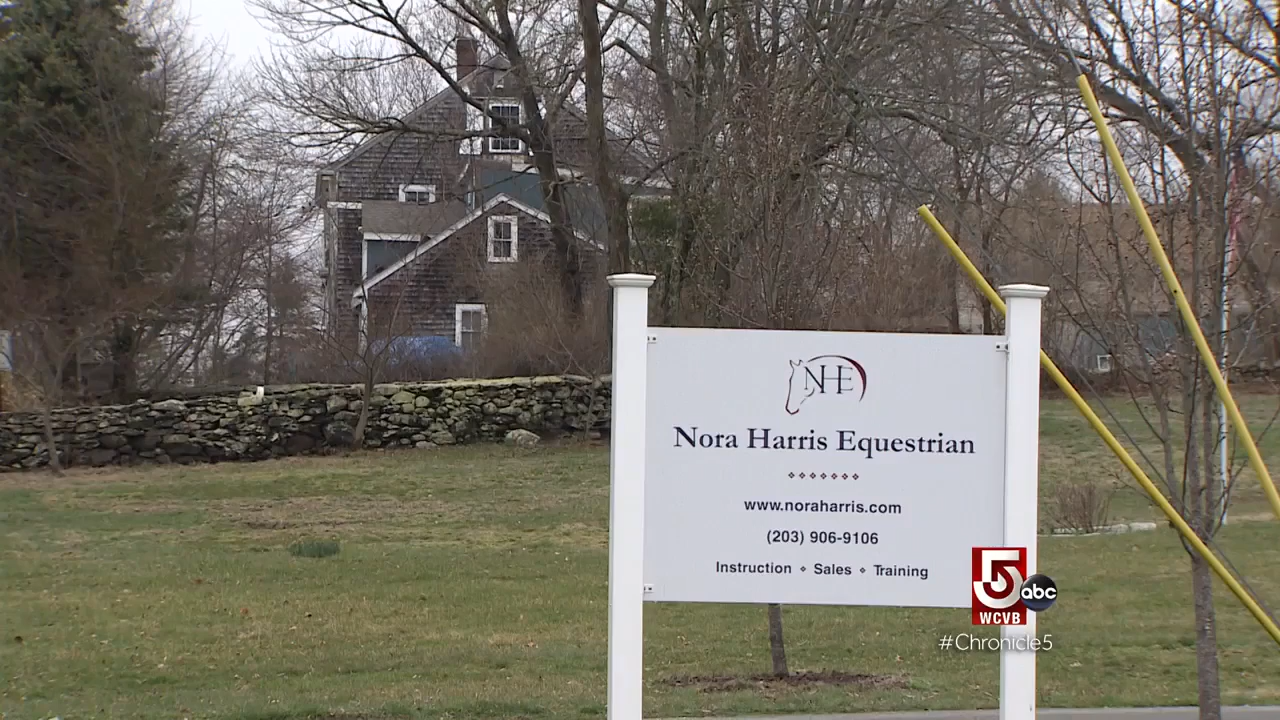 NHE
Nora Harris Equestrian
www.noraharris.com
(203) 906-9106
Instruction ⋄ Sales ⋄ Training
5 abc
WCVB
#Chronicle5